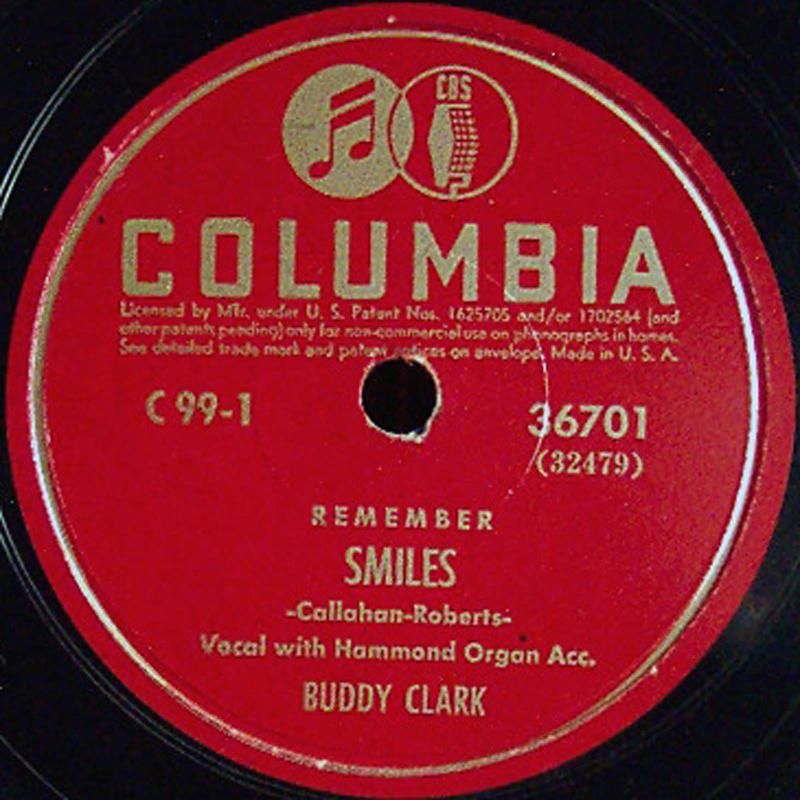 CBS
COLUMBIA
Licensed by Mfr. under U. S. Patent Nos. 1625705 and/or 1702564 (and
other patents pending) only for non-commercial use on phonographs in homes.
See detailed trade mark and patent notices on envelope. Made in U. S. A.
C 99-1
36701
(32479)
REMEMBER
SMILES
-Callahan-Roberts-
Vocal with Hammond Organ Acc.
BUDDY CLARK